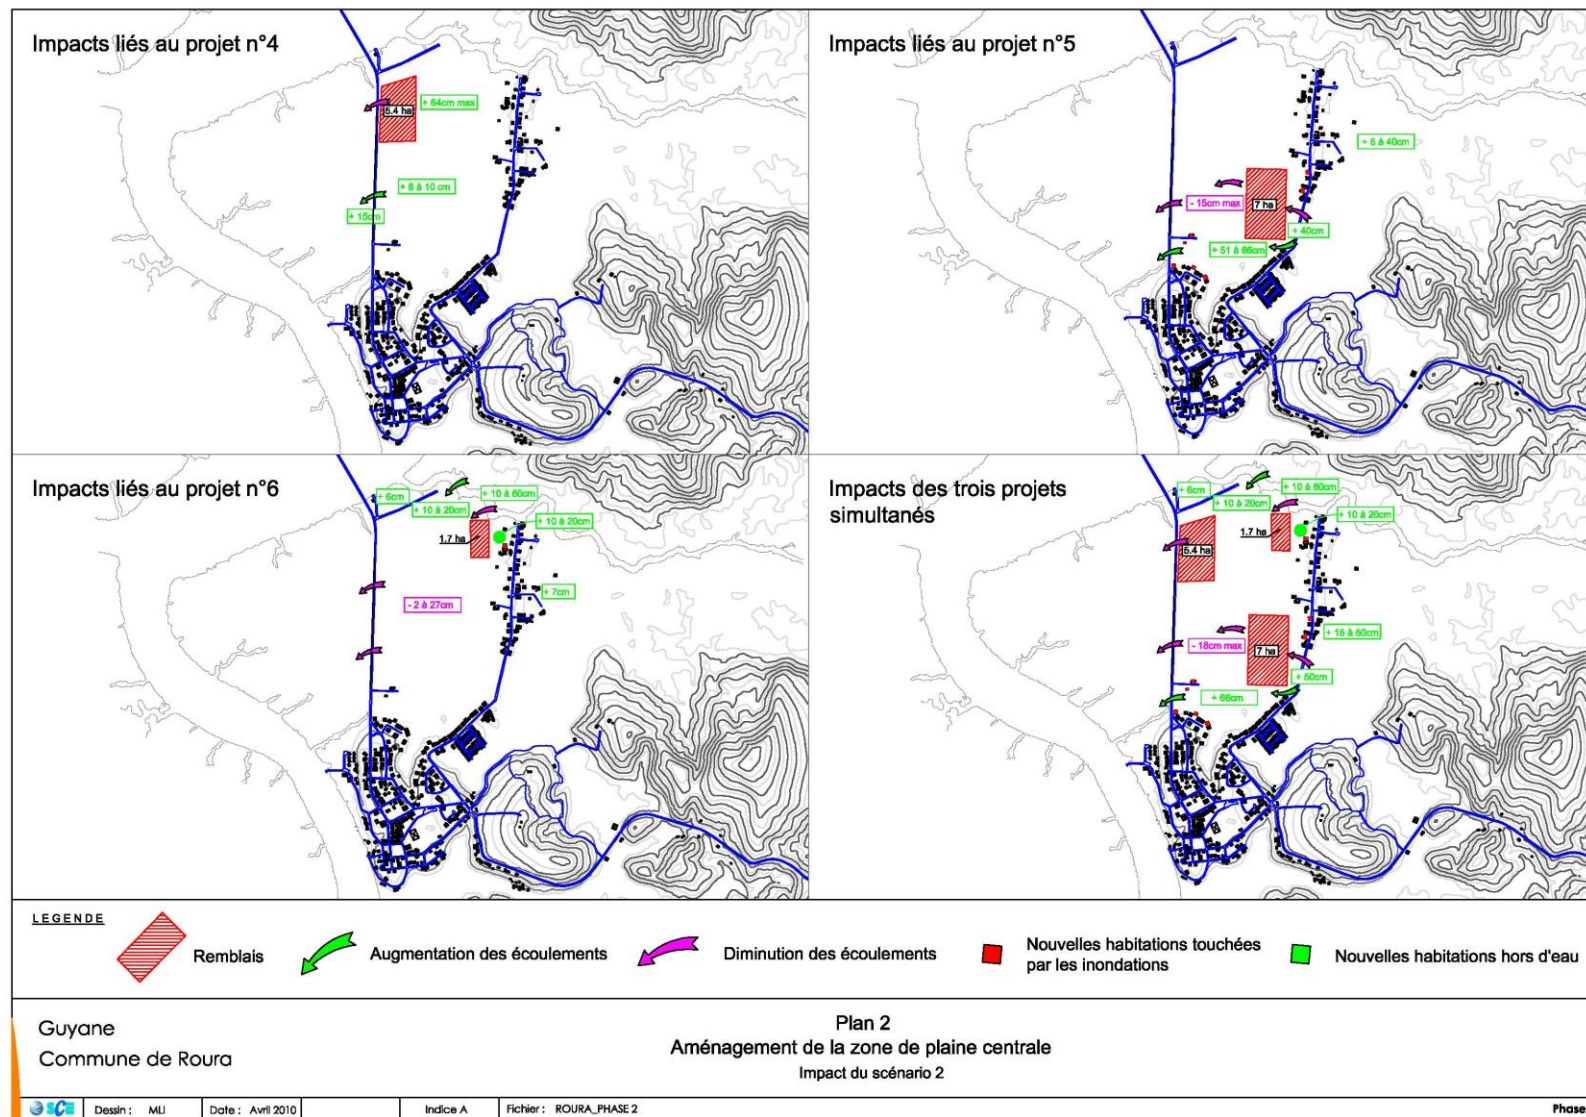 Impacts liés au projet n°4
5.4 ha
+ 64cm max
+ 6 à 10 cm
+ 15cm
Impacts liés au projet n°5
+ 5 à 40cm
- 15cm max
7 ha
+ 40cm
+ 51 à 66cm
Impacts liés au projet n°6
+ 6cm
+ 10 à 60cm
+ 10 à 20cm
+ 10 à 20cm
1.7 ha
+ 7cm
- 2 à 27cm
Impacts des trois projets
simultanés
+ 6cm
+ 10 à 60cm
+ 10 à 20cm
+ 10 à 20cm
1.7 ha
5.4 ha
+ 15 à 50cm
- 18cm max
7 ha
+ 50cm
+ 66cm
LEGENDE
Remblais
Augmentation des écoulements
Diminution des écoulements
Nouvelles habitations touchées
par les inondations
Nouvelles habitations hors d'eau
Guyane
Commune de Roura
Plan 2
Aménagement de la zone de plaine centrale
Impact du scénario 2
SCE
Dessin : MLI
Date : Avril 2010
Indice A
Fichier : ROURA_PHASE 2
Phase